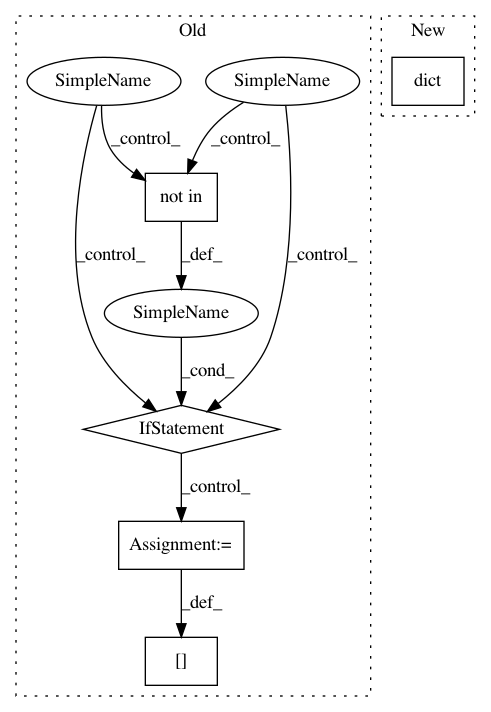 Old
New
SimpleName
SimpleName
dict
_control_
_control_
not in
_control_
_def_
_control_
SimpleName
_cond_
IfStatement
_control_
Assignment:=
_def_
[]